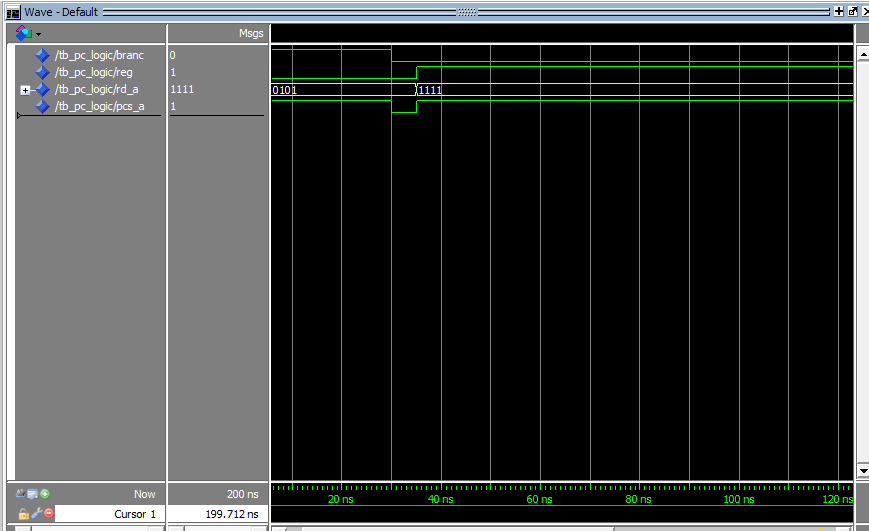 Wave - Default
Msgs
/tb_pc_logic/branc 0
/tb_pc_logic/reg 1
/tb_pc_logic/rd_a 1111 0101 1111
/tb_pc_logic/pcs_a 1
Now 200 ns 20 ns 40 ns 60 ns 80 ns 100 ns 120 ns
Cursor 1 199.712 ns